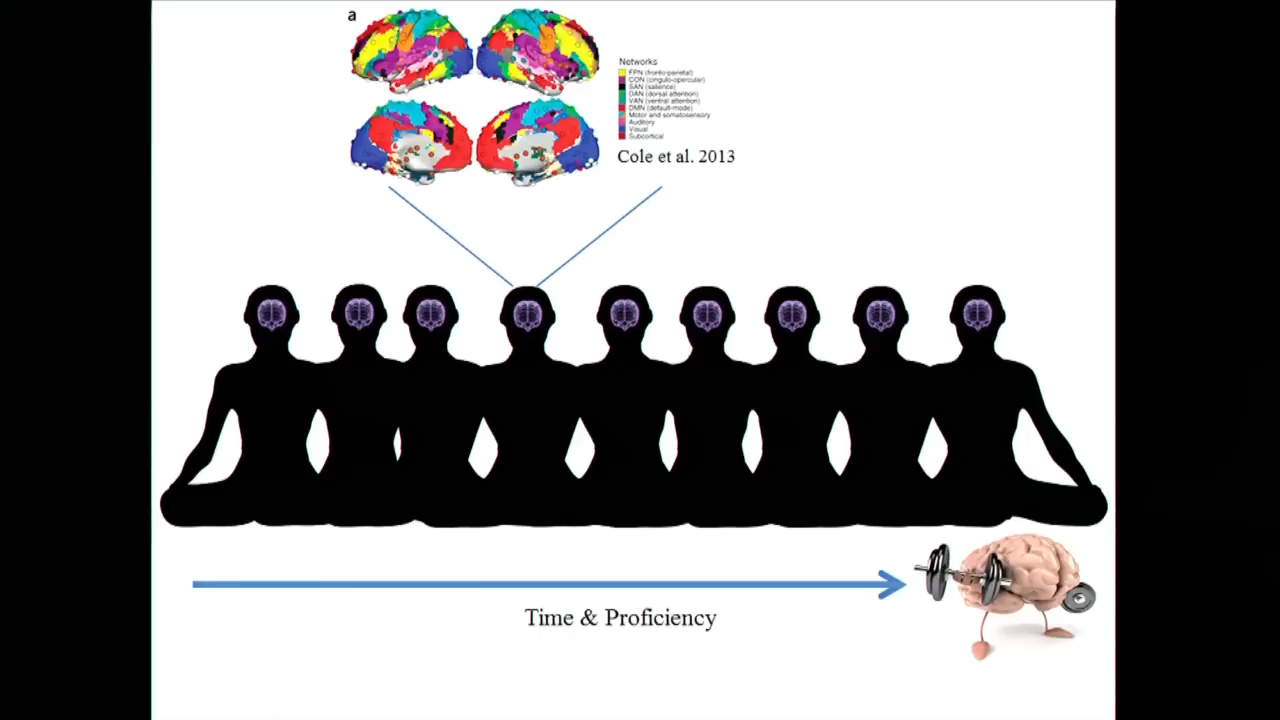 a
Networks
FPN (fronto-parietal)
CON (cingulo-opercular)
SAN (salience)
DAN (dorsal attention)
VAN (ventral attention)
DMN (default-mode)
Motor and somatosensory
Auditory
Visual
Subcortical
Cole et al. 2013
Time & Proficiency